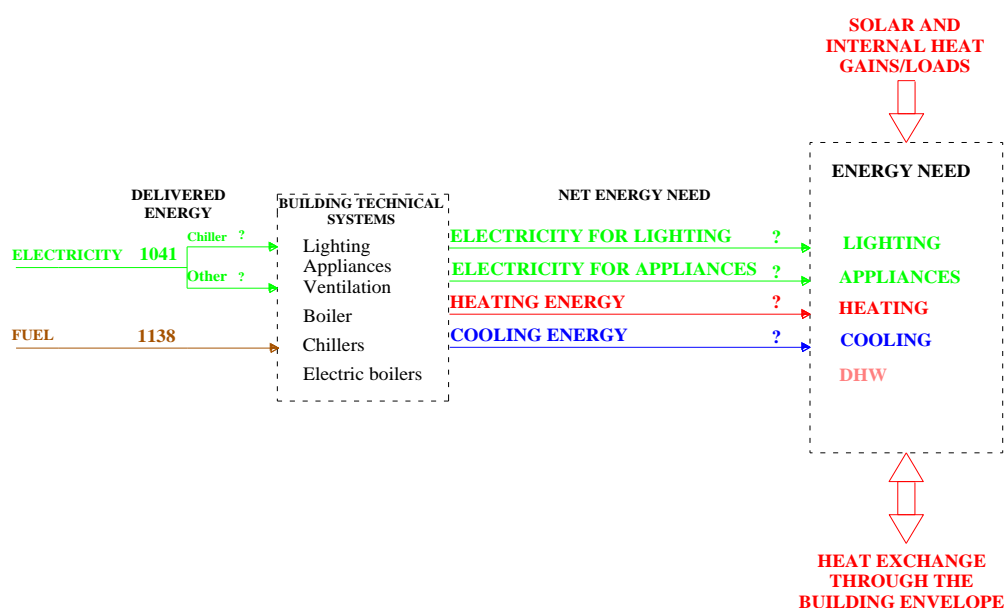 SOLAR AND
INTERNAL HEAT
GAINS/LOADS
ENERGY NEED
DELIVERED
ENERGY
BUILDING TECHNICAL
SYSTEMS
NET ENERGY NEED
ELECTRICITY 1041
Chiller ?
Other ?
FUEL 1138
Lighting
Appliances
Ventilation
Boiler
Chillers
Electric boilers
ELECTRICITY FOR LIGHTING ?
ELECTRICITY FOR APPLIANCES ?
HEATING ENERGY ?
COOLING ENERGY ?
LIGHTING
APPLIANCES
HEATING
COOLING
DHW
HEAT EXCHANGE
THROUGH THE
BUILDING ENVELOPE